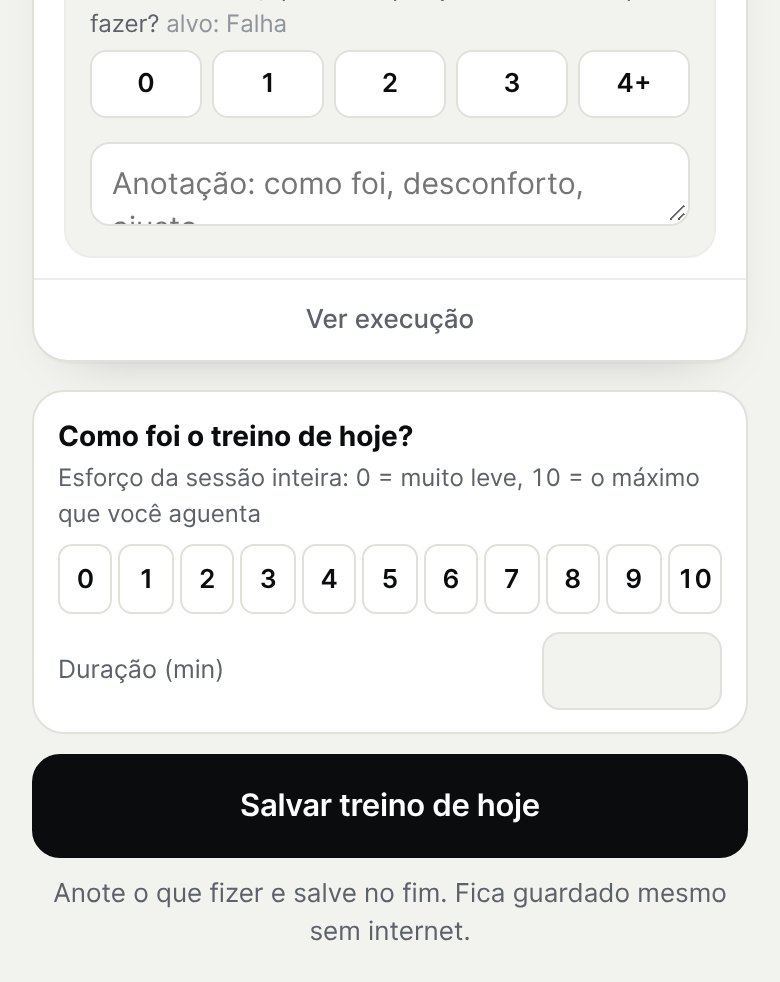 fazer? alvo: Falha
0 1 2 3 4+
Anotação: como foi, desconforto,
Ver execução
Como foi o treino de hoje?
Esforço da sessão inteira: 0 = muito leve, 10 = o máximo
que você aguenta
0 1 2 3 4 5 6 7 8 9 10
Duração (min)
Salvar treino de hoje
Anote o que fizer e salve no fim. Fica guardado mesmo
sem internet.